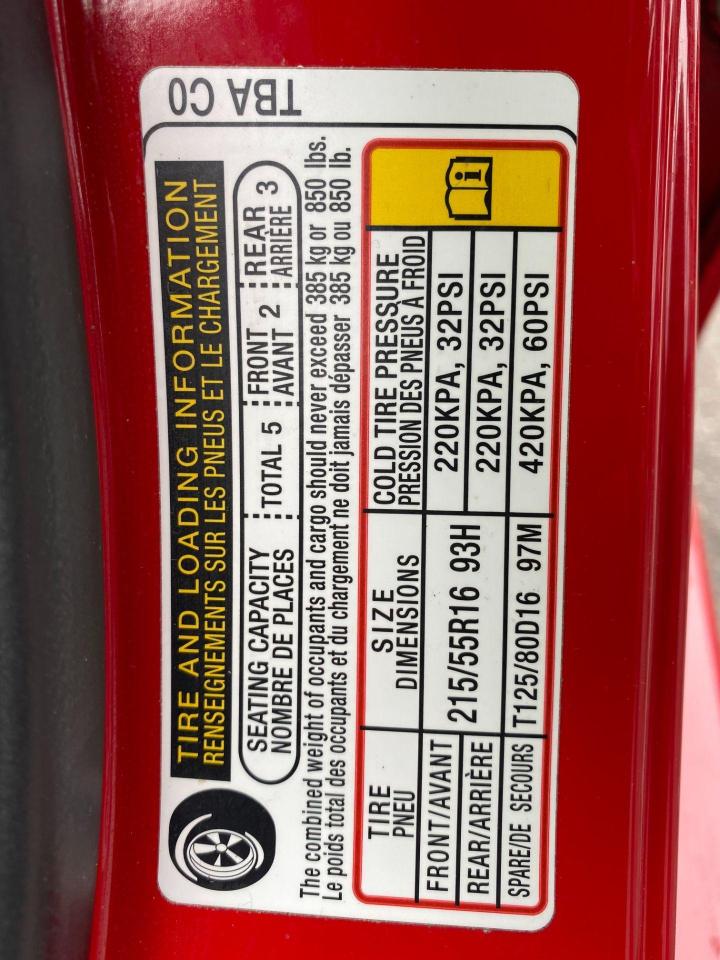 TBA C0
TIRE AND LOADING INFORMATION
RENSEIGNEMENTS SUR LES PNEUS ET LE CHARGEMENT
SEATING CAPACITY TOTAL 5 FRONT 2 REAR 3
NOMBRE DE PLACES AVANT ARRIÈRE
The combined weight of occupants and cargo should never exceed 385 kg or 850 lbs.
Le poids total des occupants et du chargement ne doit jamais dépasser 385 kg ou 850 lb.
TIRE SIZE COLD TIRE PRESSURE
PNEU DIMENSIONS PRESSION DES PNEUS À FROID
FRONT/AVANT 215/55R16 93H 220KPA, 32PSI
REAR/ARRIÈRE 220KPA, 32PSI
SPARE/DE SECOURS T125/80D16 97M 420KPA, 60PSI